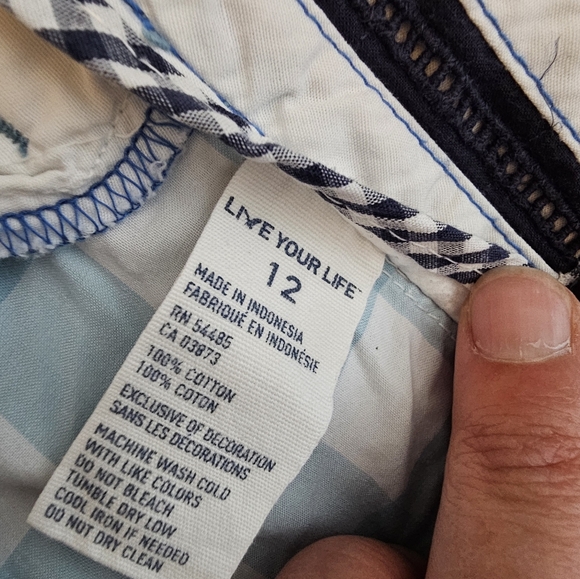 LIVE YOUR LIFE™
12
MADE IN INDONESIA
FABRIQUÉ EN INDONÉSIE
RN 54485
CA 03873
100% COTTON
100% COTON
EXCLUSIVE OF DECORATION
SANS LES DECORATIONS
MACHINE WASH COLD
WITH LIKE COLORS
DO NOT BLEACH
TUMBLE DRY LOW
COOL IRON IF NEEDED
DO NOT DRY CLEAN